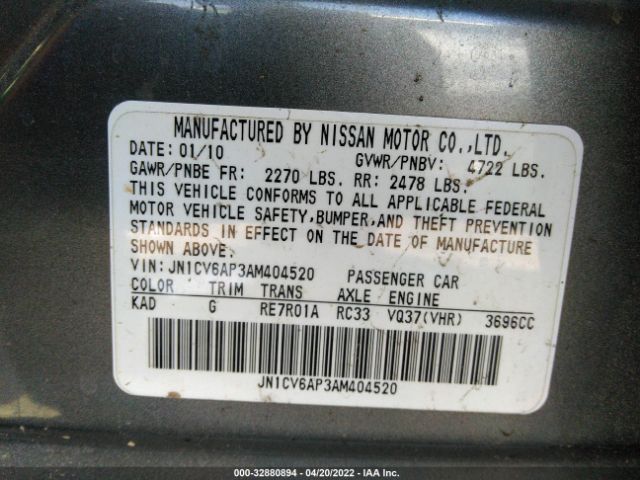 MANUFACTURED BY NISSAN MOTOR CO.,LTD.
DATE: 01/10 GVWR/PNBV: 4722 LBS.
GAWR/PNBE FR: 2270 LBS. RR: 2478 LBS.
THIS VEHICLE CONFORMS TO ALL APPLICABLE FEDERAL
MOTOR VEHICLE SAFETY,BUMPER,AND THEFT PREVENTION
STANDARDS IN EFFECT ON THE DATE OF MANUFACTURE
SHOWN ABOVE.
VIN: JN1CV6AP3AM404520 PASSENGER CAR
COLOR TRIM TRANS AXLE ENGINE
KAD G RE7R01A RC33 VQ37(VHR) 3696CC
JN1CV6AP3AM404520
000-32880894 | 04/20/2022 | IAA Inc.